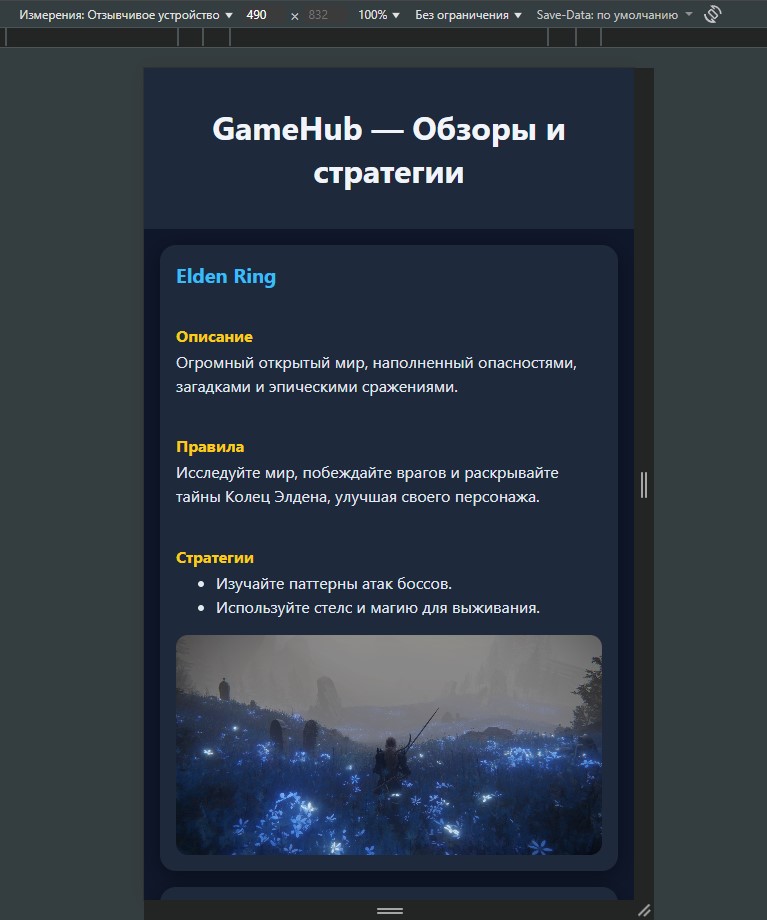 Измерения: Отзывчивое устройство ▼ 490 × 832 100% ▼ Без ограничения ▼ Save-Data: по умолчанию ▼
GameHub — Обзоры и
стратегии
Elden Ring
Описание
Огромный открытый мир, наполненный опасностями,
загадками и эпическими сражениями.
Правила
Исследуйте мир, побеждайте врагов и раскрывайте
тайны Колец Элдена, улучшая своего персонажа.
Стратегии
• Изучайте паттерны атак боссов.
• Используйте стелс и магию для выживания.